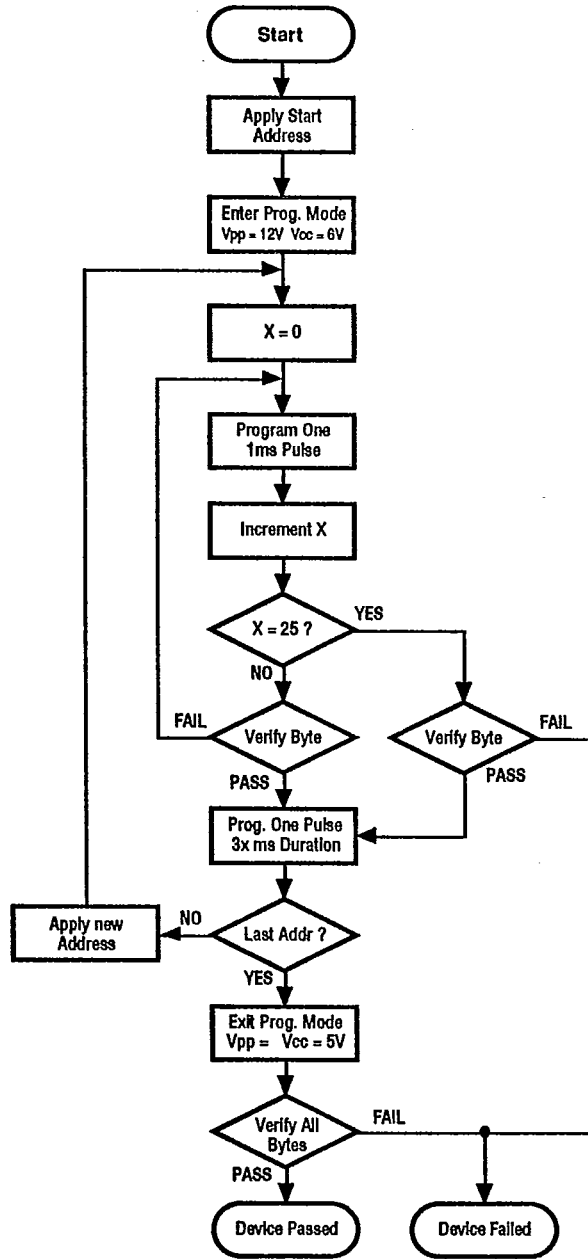 Start
Apply Start
Address
Enter Prog. Mode
Vpp = 12V Vcc = 6V
X = 0
Program One
1ms Pulse
Increment X
X = 25 ?
YES
NO
FAIL
Verify Byte
Verify Byte
FAIL
PASS
PASS
Prog. One Pulse
3x ms Duration
Apply new
Address
NO
Last Addr ?
YES
Exit Prog. Mode
Vpp = Vcc = 5V
Verify All
Bytes
FAIL
PASS
Device Passed
Device Failed